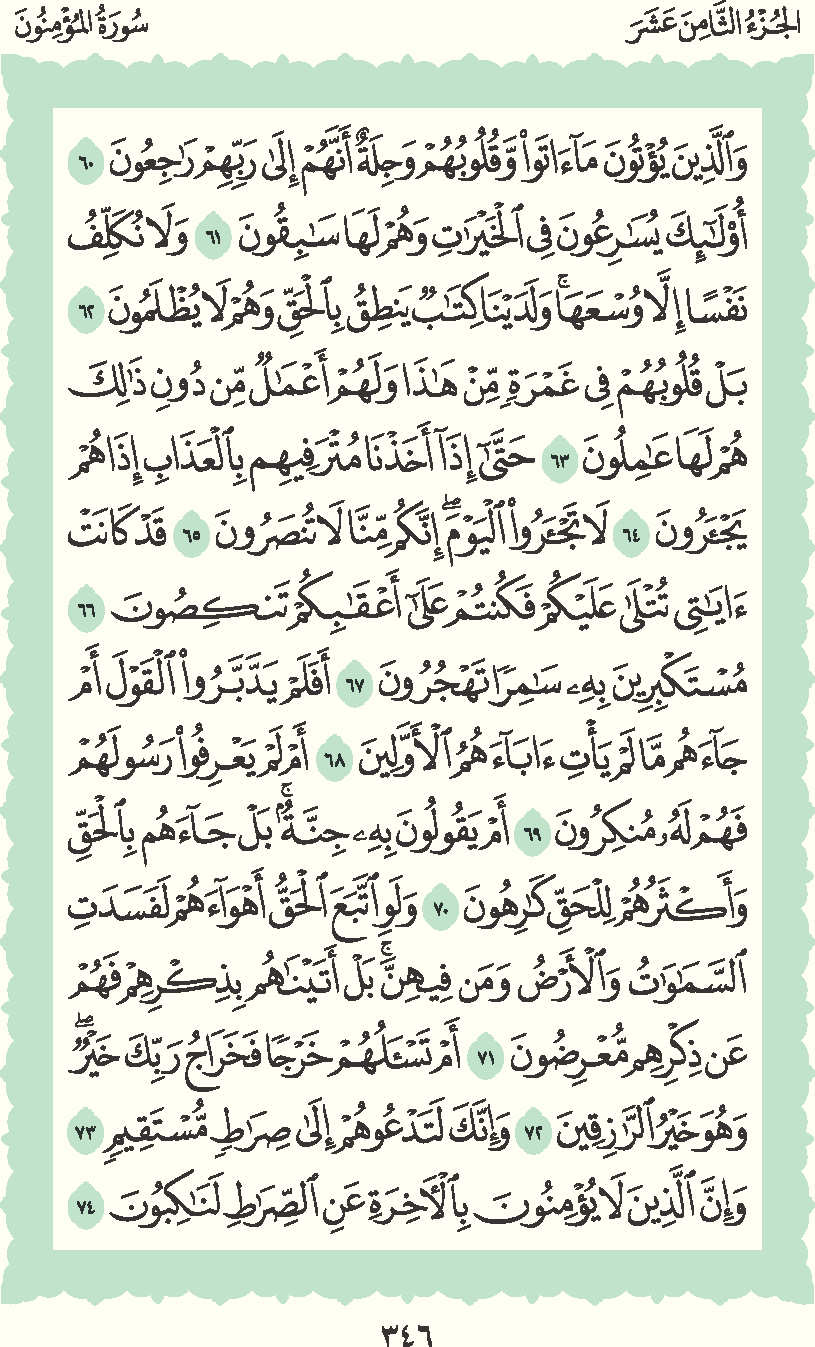 الجُزْءُ الثَّامِنَ عَشَرَ
سُورَةُ المُؤْمِنُونَ
وَٱلَّذِينَ يُؤْتُونَ مَآ ءَاتَوا۟ وَّقُلُوبُهُمْ وَجِلَةٌ أَنَّهُمْ إِلَىٰ رَبِّهِمْ رَٰجِعُونَ ٦٠
أُو۟لَـٰٓئِكَ يُسَـٰرِعُونَ فِى ٱلْخَيْرَٰتِ وَهُمْ لَهَا سَـٰبِقُونَ ٦١ وَلَا نُكَلِّفُ
نَفْسًا إِلَّا وُسْعَهَا ۚ وَلَدَيْنَا كِتَـٰبٌ يَنطِقُ بِٱلْحَقِّ وَهُمْ لَا يُظْلَمُونَ ٦٢
بَلْ قُلُوبُهُمْ فِى غَمْرَةٍ مِّنْ هَـٰذَا وَلَهُمْ أَعْمَـٰلٌ مِّن دُونِ ذَٰلِكَ
هُمْ لَهَا عَـٰمِلُونَ ٦٣ حَتَّىٰٓ إِذَآ أَخَذْنَا مُتْرَفِيهِم بِٱلْعَذَابِ إِذَا هُمْ
يَجْـَٔرُونَ ٦٤ لَا تَجْـَٔرُوا۟ ٱلْيَوْمَ ۖ إِنَّكُم مِّنَّا لَا تُنصَرُونَ ٦٥ قَدْ كَانَتْ
ءَايَـٰتِى تُتْلَىٰ عَلَيْكُمْ فَكُنتُمْ عَلَىٰٓ أَعْقَـٰبِكُمْ تَنكِصُونَ ٦٦
مُسْتَكْبِرِينَ بِهِۦ سَـٰمِرًا تَهْجُرُونَ ٦٧ أَفَلَمْ يَدَّبَّرُوا۟ ٱلْقَوْلَ أَمْ
جَآءَهُم مَّا لَمْ يَأْتِ ءَابَآءَهُمُ ٱلْأَوَّلِينَ ٦٨ أَمْ لَمْ يَعْرِفُوا۟ رَسُولَهُمْ
فَهُمْ لَهُۥ مُنكِرُونَ ٦٩ أَمْ يَقُولُونَ بِهِۦ جِنَّةٌۢ ۚ بَلْ جَآءَهُم بِٱلْحَقِّ
وَأَكْثَرُهُمْ لِلْحَقِّ كَـٰرِهُونَ ٧٠ وَلَوِ ٱتَّبَعَ ٱلْحَقُّ أَهْوَآءَهُمْ لَفَسَدَتِ
ٱلسَّمَـٰوَٰتُ وَٱلْأَرْضُ وَمَن فِيهِنَّ ۚ بَلْ أَتَيْنَـٰهُم بِذِكْرِهِمْ فَهُمْ
عَن ذِكْرِهِم مُّعْرِضُونَ ٧١ أَمْ تَسْـَٔلُهُمْ خَرْجًا فَخَرَاجُ رَبِّكَ خَيْرٌ ۖ
وَهُوَ خَيْرُ ٱلرَّٰزِقِينَ ٧٢ وَإِنَّكَ لَتَدْعُوهُمْ إِلَىٰ صِرَٰطٍ مُّسْتَقِيمٍ ٧٣
وَإِنَّ ٱلَّذِينَ لَا يُؤْمِنُونَ بِٱلْـَٔاخِرَةِ عَنِ ٱلصِّرَٰطِ لَنَـٰكِبُونَ ٧٤
٣٤٦